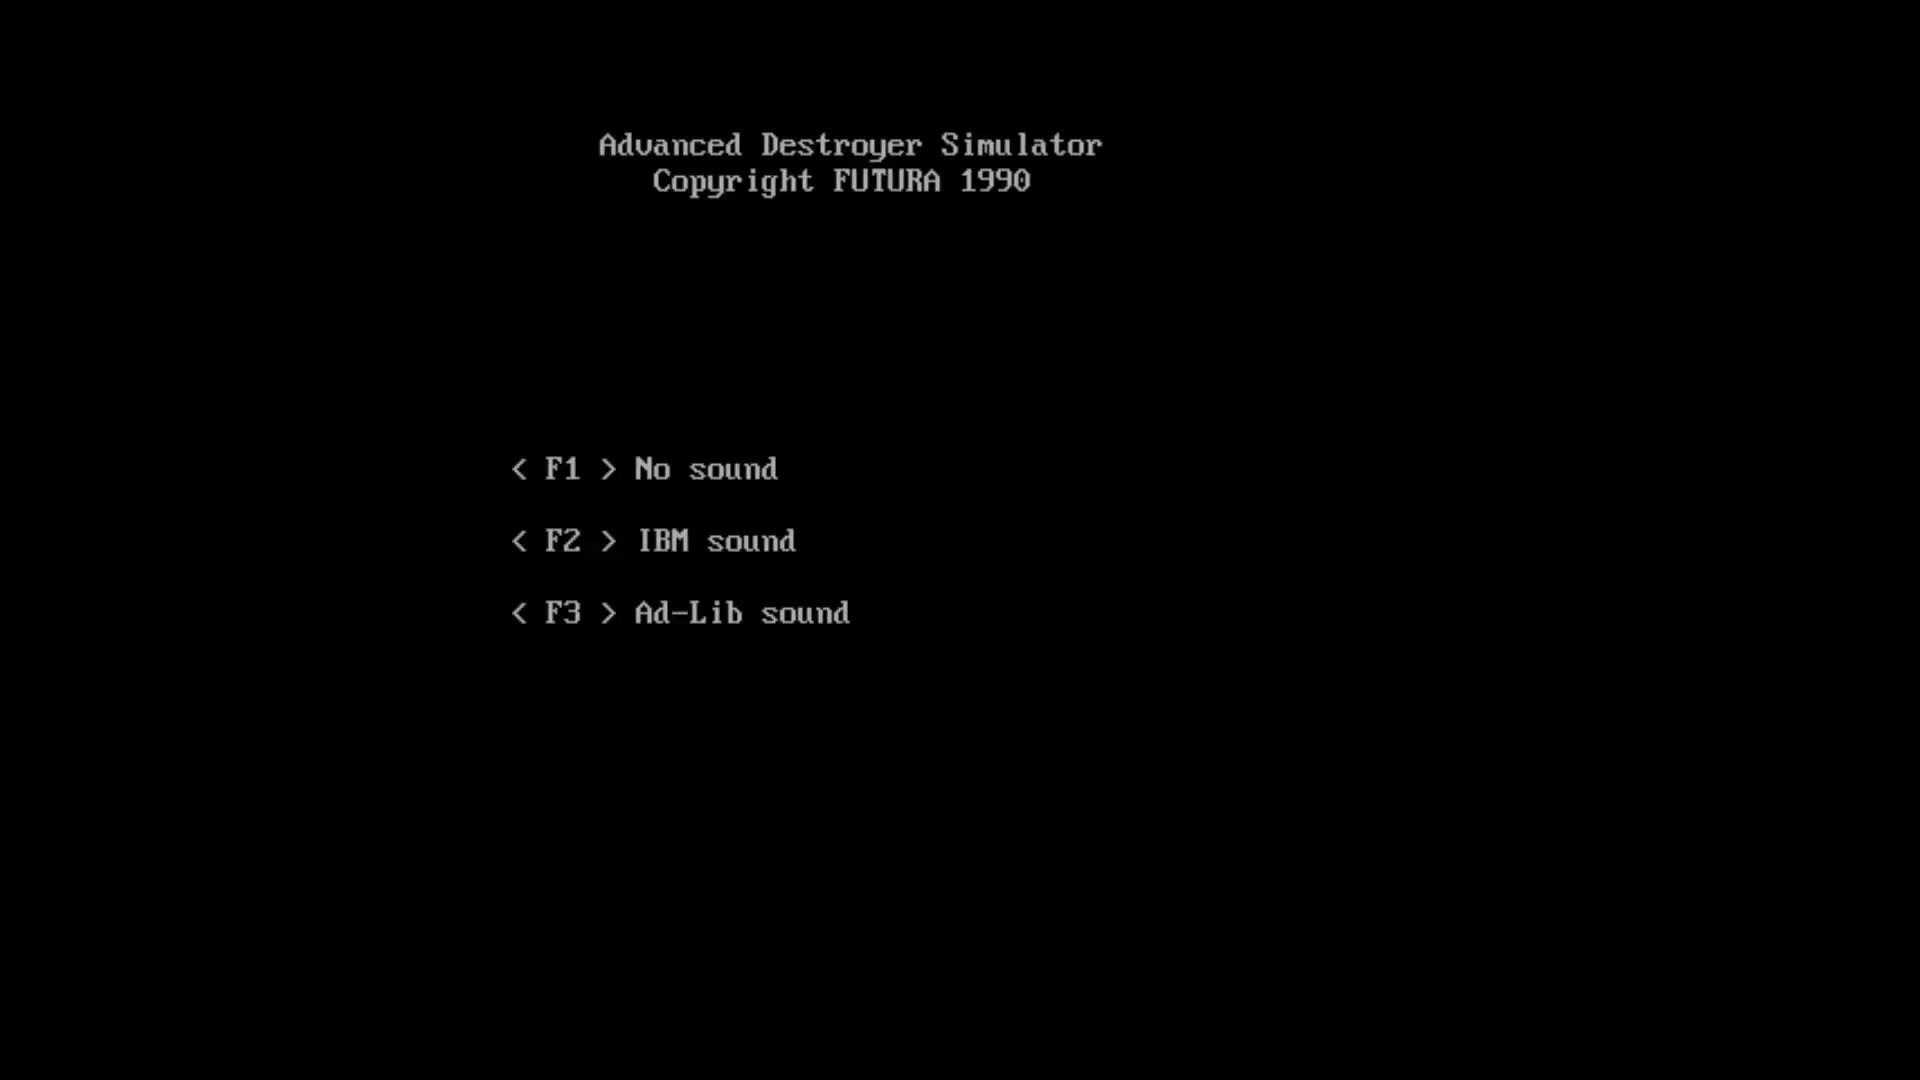 Advanced Destroyer Simulator
Copyright FUTURA 1990
< F1 > No sound
< F2 > IBM sound
< F3 > Ad-Lib sound